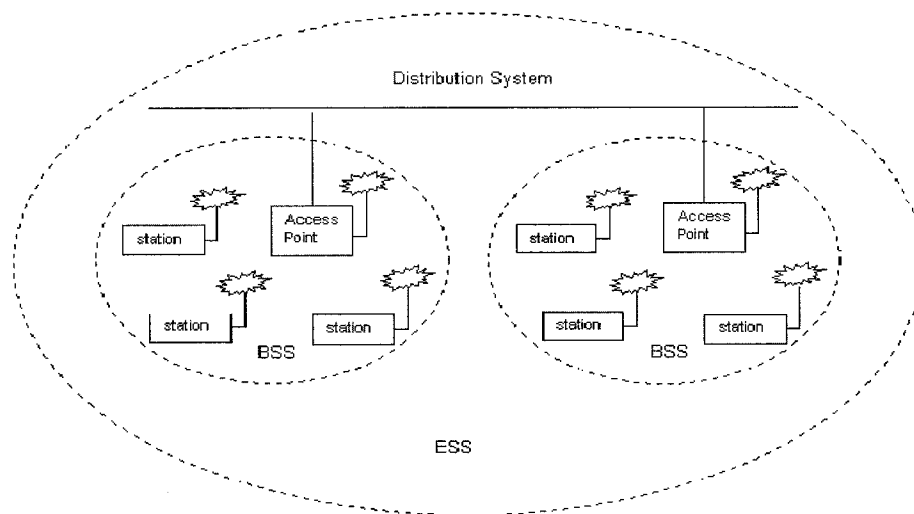 Distribution System
Access
Point
station
station
station
BSS
Access
Point
station
station
station
BSS
ESS